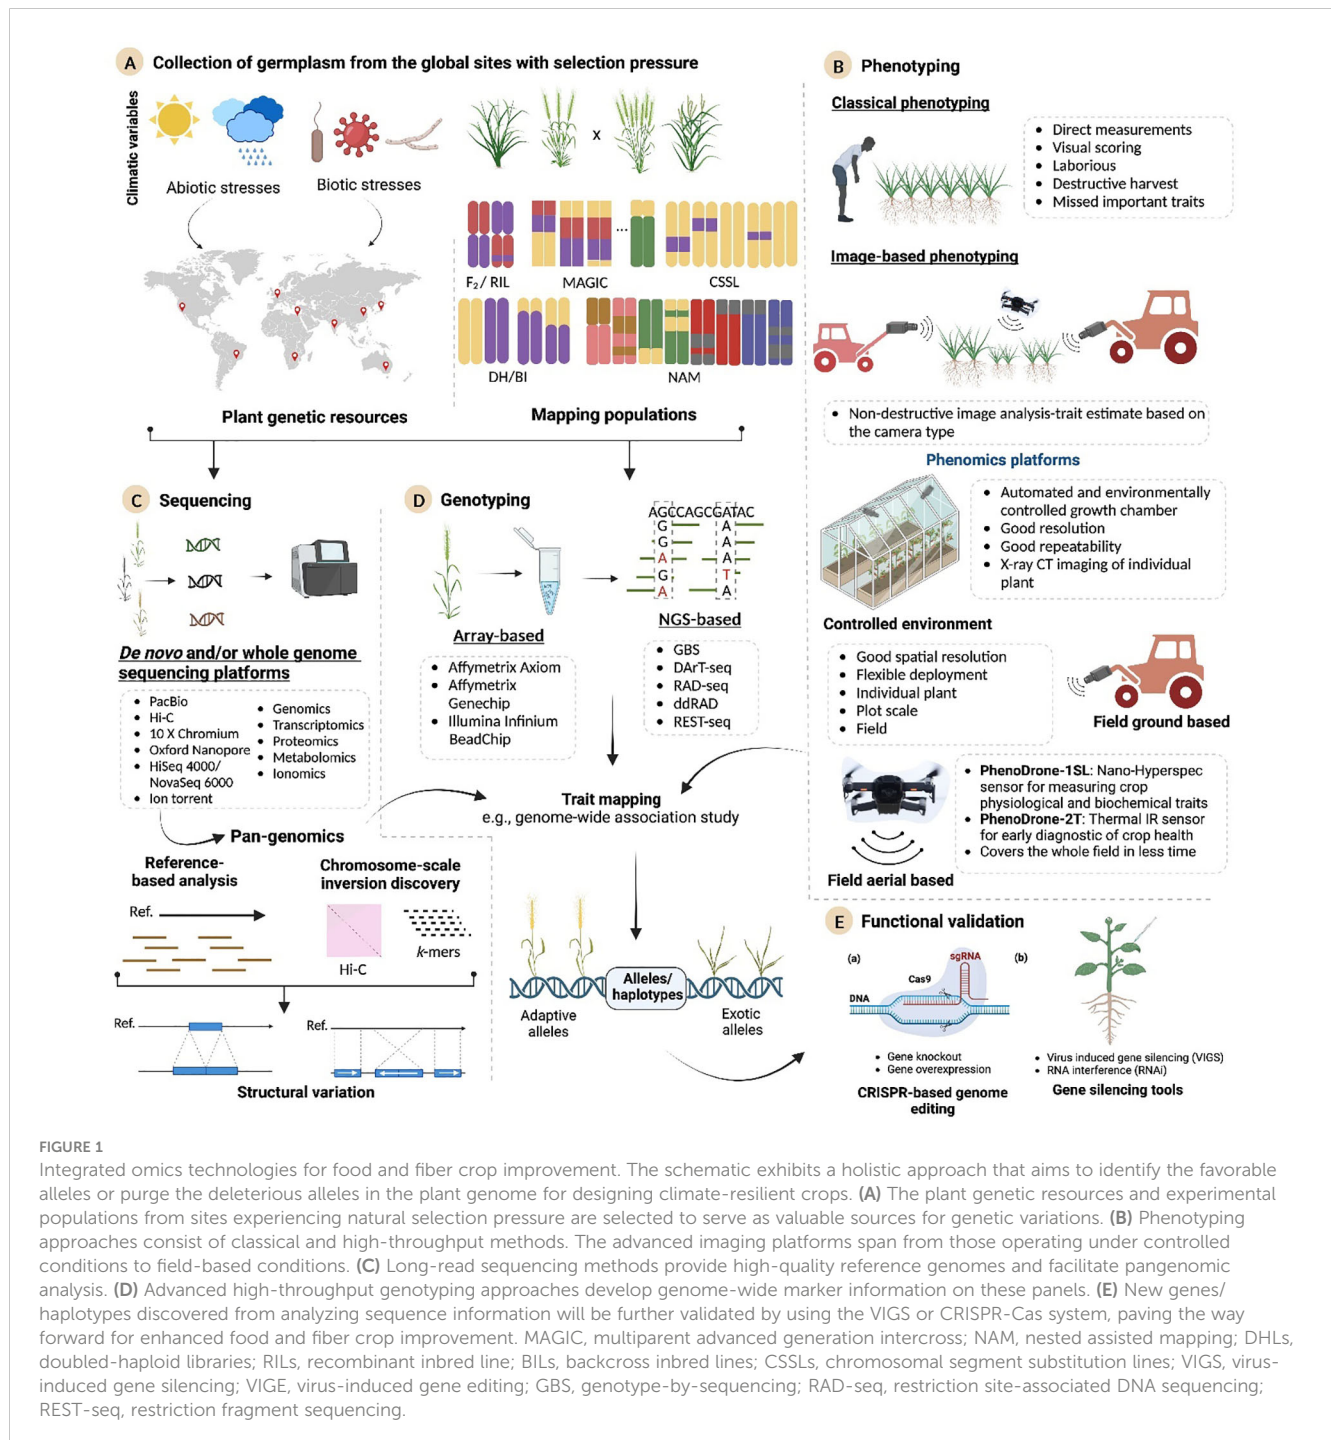 A Collection of germplasm from the global sites with selection pressure
Climatic variables
Abiotic stresses
Biotic stresses
x
...
F2 / RIL
MAGIC
CSSL
DH/BI
NAM
Plant genetic resources
Mapping populations
B Phenotyping
Classical phenotyping
• Direct measurements
• Visual scoring
• Laborious
• Destructive harvest
• Missed important traits
Image-based phenotyping
• Non-destructive image analysis-trait estimate based on
the camera type
Phenomics platforms
• Automated and environmentally
controlled growth chamber
• Good resolution
• Good repeatability
• X-ray CT imaging of individual
plant
Controlled environment
• Good spatial resolution
• Flexible deployment
• Individual plant
• Plot scale
• Field
Field ground based
• PhenoDrone-1SL: Nano-Hyperspec
sensor for measuring crop
physiological and biochemical traits
• PhenoDrone-2T: Thermal IR sensor
for early diagnostic of crop health
• Covers the whole field in less time
Field aerial based
C Sequencing
De novo and/or whole genome
sequencing platforms
• PacBio
• Hi-C
• 10 X Chromium
• Oxford Nanopore
• HiSeq 4000/
NovaSeq 6000
• Ion torrent
• Genomics
• Transcriptomics
• Proteomics
• Metabolomics
• Ionomics
Pan-genomics
Reference-
based analysis
Ref.
Chromosome-scale
inversion discovery
Hi-C
k-mers
Ref.
Ref.
Structural variation
D Genotyping
AGCCAGCGATAC
G A
G A
A A
G T
A A
Array-based
• Affymetrix Axiom
• Affymetrix
Genechip
• Illumina Infinium
BeadChip
NGS-based
• GBS
• DArT-seq
• RAD-seq
• ddRAD
• REST-seq
Trait mapping
e.g., genome-wide association study
Alleles/
haplotypes
Adaptive
alleles
Exotic
alleles
E Functional validation
(a)
sgRNA
Cas9
DNA
• Gene knockout
• Gene overexpression
CRISPR-based genome
editing
(b)
• Virus induced gene silencing (VIGS)
• RNA interference (RNAi)
Gene silencing tools
FIGURE 1
Integrated omics technologies for food and fiber crop improvement. The schematic exhibits a holistic approach that aims to identify the favorable
alleles or purge the deleterious alleles in the plant genome for designing climate-resilient crops. (A) The plant genetic resources and experimental
populations from sites experiencing natural selection pressure are selected to serve as valuable sources for genetic variations. (B) Phenotyping
approaches consist of classical and high-throughput methods. The advanced imaging platforms span from those operating under controlled
conditions to field-based conditions. (C) Long-read sequencing methods provide high-quality reference genomes and facilitate pangenomic
analysis. (D) Advanced high-throughput genotyping approaches develop genome-wide marker information on these panels. (E) New genes/
haplotypes discovered from analyzing sequence information will be further validated by using the VIGS or CRISPR-Cas system, paving the way
forward for enhanced food and fiber crop improvement. MAGIC, multiparent advanced generation intercross; NAM, nested assisted mapping; DHLs,
doubled-haploid libraries; RILs, recombinant inbred line; BILs, backcross inbred lines; CSSLs, chromosomal segment substitution lines; VIGS, virus-
induced gene silencing; VIGE, virus-induced gene editing; GBS, genotype-by-sequencing; RAD-seq, restriction site-associated DNA sequencing;
REST-seq, restriction fragment sequencing.